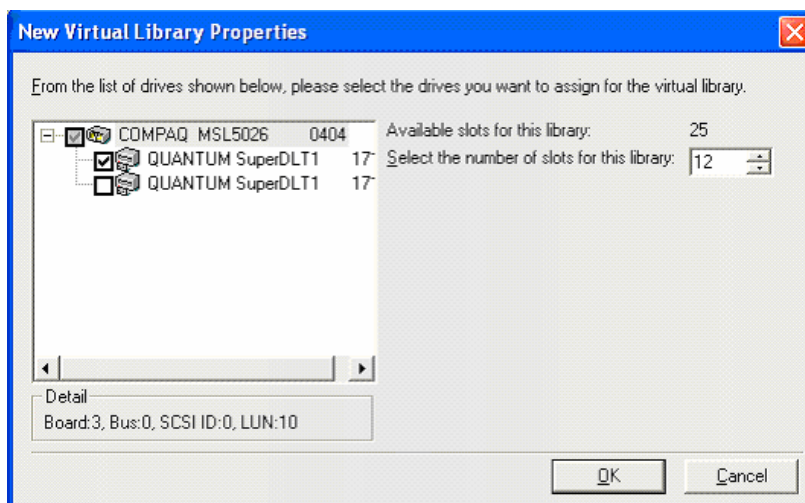 New Virtual Library Properties
From the list of drives shown below, please select the drives you want to assign for the virtual library.
COMPAQ MSL5026 0404
QUANTUM SuperDLT1 17
QUANTUM SuperDLT1 17
Available slots for this library: 25
Select the number of slots for this library: 12
Detail
Board:3, Bus:0, SCSI ID:0, LUN:10
OK Cancel